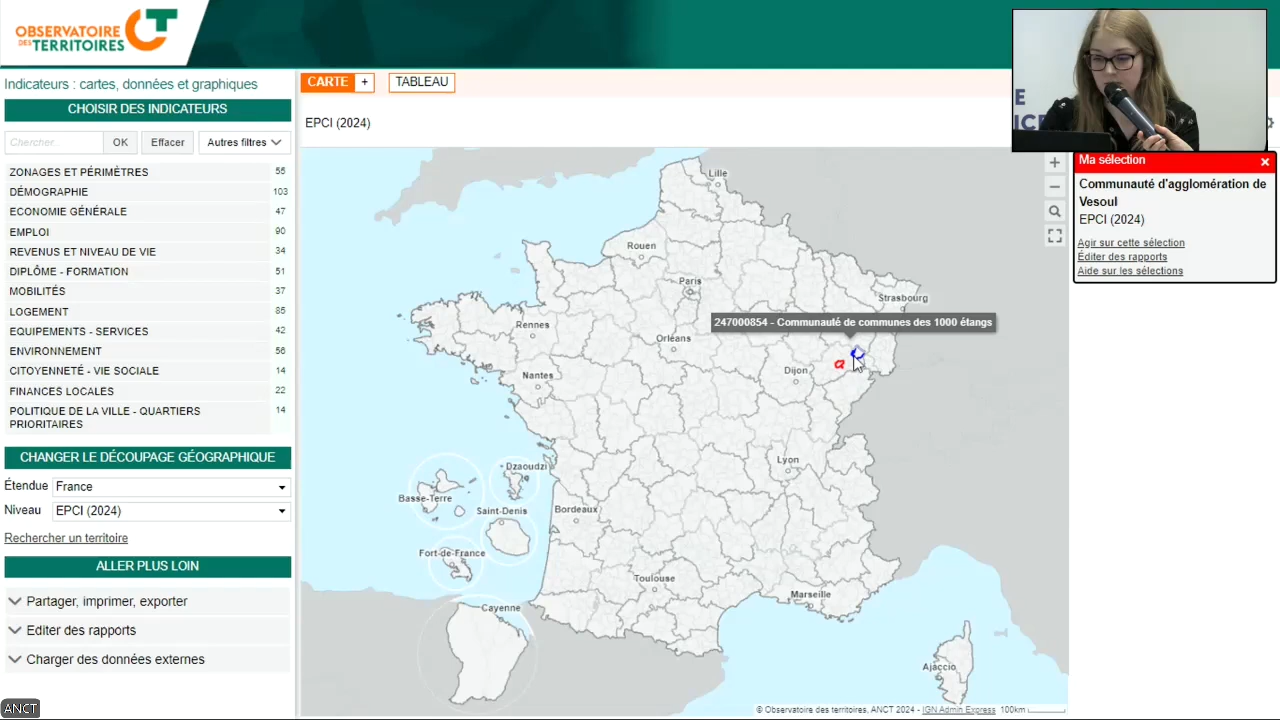 OBSERVATOIRE
DES TERRITOIRES
Indicateurs : cartes, données et graphiques
CHOISIR DES INDICATEURS
Chercher...
OK
Effacer
Autres filtres
ZONAGES ET PÉRIMÈTRES 55
DÉMOGRAPHIE 103
ECONOMIE GÉNÉRALE 47
EMPLOI 90
REVENUS ET NIVEAU DE VIE 34
DIPLÔME - FORMATION 51
MOBILITÉS 37
LOGEMENT 85
EQUIPEMENTS - SERVICES 42
ENVIRONNEMENT 56
CITOYENNETÉ - VIE SOCIALE 14
FINANCES LOCALES 22
POLITIQUE DE LA VILLE - QUARTIERS 14
PRIORITAIRES
CHANGER LE DÉCOUPAGE GÉOGRAPHIQUE
Étendue France
Niveau EPCI (2024)
Rechercher un territoire
ALLER PLUS LOIN
Partager, imprimer, exporter
Editer des rapports
Charger des données externes
ANCT
CARTE +
TABLEAU
EPCI (2024)
Lille
Rouen
Paris
Strasbourg
Rennes
Orléans
247000854 - Communauté de communes des 1000 étangs
Nantes
Dijon
Lyon
Dzaoudzi
Basse-Terre
Saint-Denis
Bordeaux
Fort-de-France
Toulouse
Marseille
Cayenne
Ajaccio
© Observatoire des territoires, ANCT 2024 - IGN Admin Express 100km
+
−
Ma sélection ×
Communauté d'agglomération de
Vesoul
EPCI (2024)
Agir sur cette sélection
Éditer des rapports
Aide sur les sélections